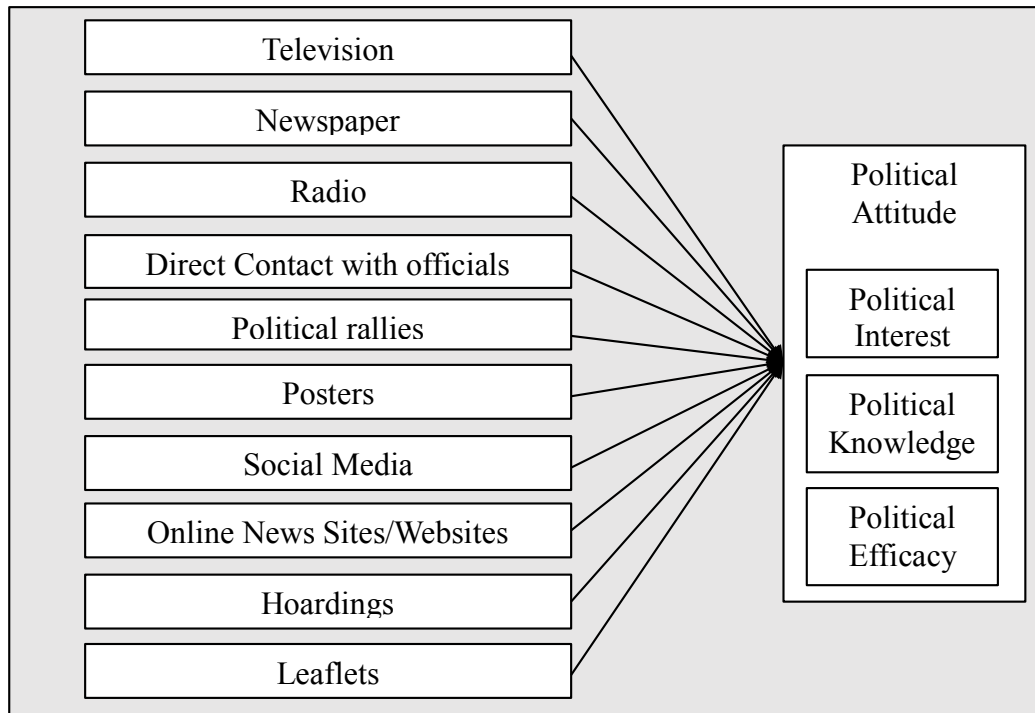 Television
Newspaper
Radio
Direct Contact with officials
Political rallies
Posters
Social Media
Online News Sites/Websites
Hoardings
Leaflets
Political
Attitude
Political
Interest
Political
Knowledge
Political
Efficacy